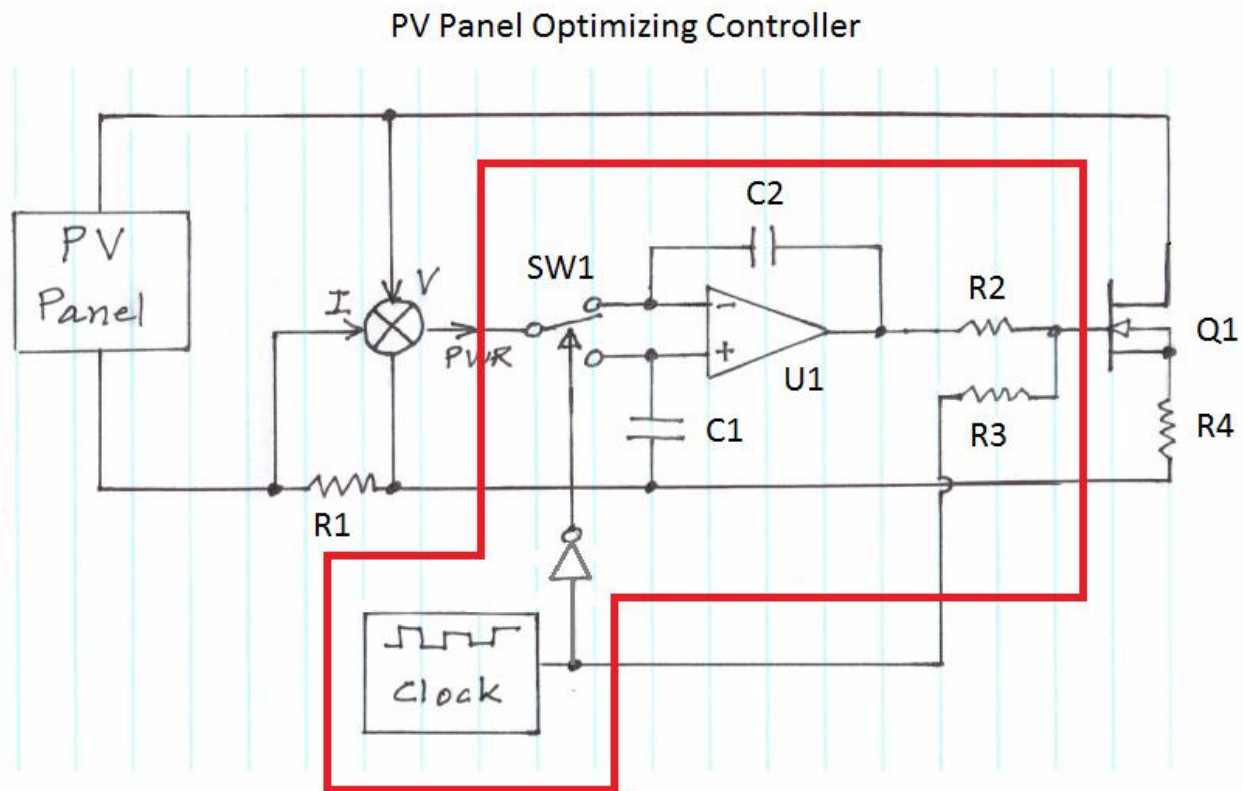 PV Panel Optimizing Controller
C2
PV
Panel
SW1
I
V
R2
PWR
-
+
U1
Q1
C1
R3
R4
R1
Clock